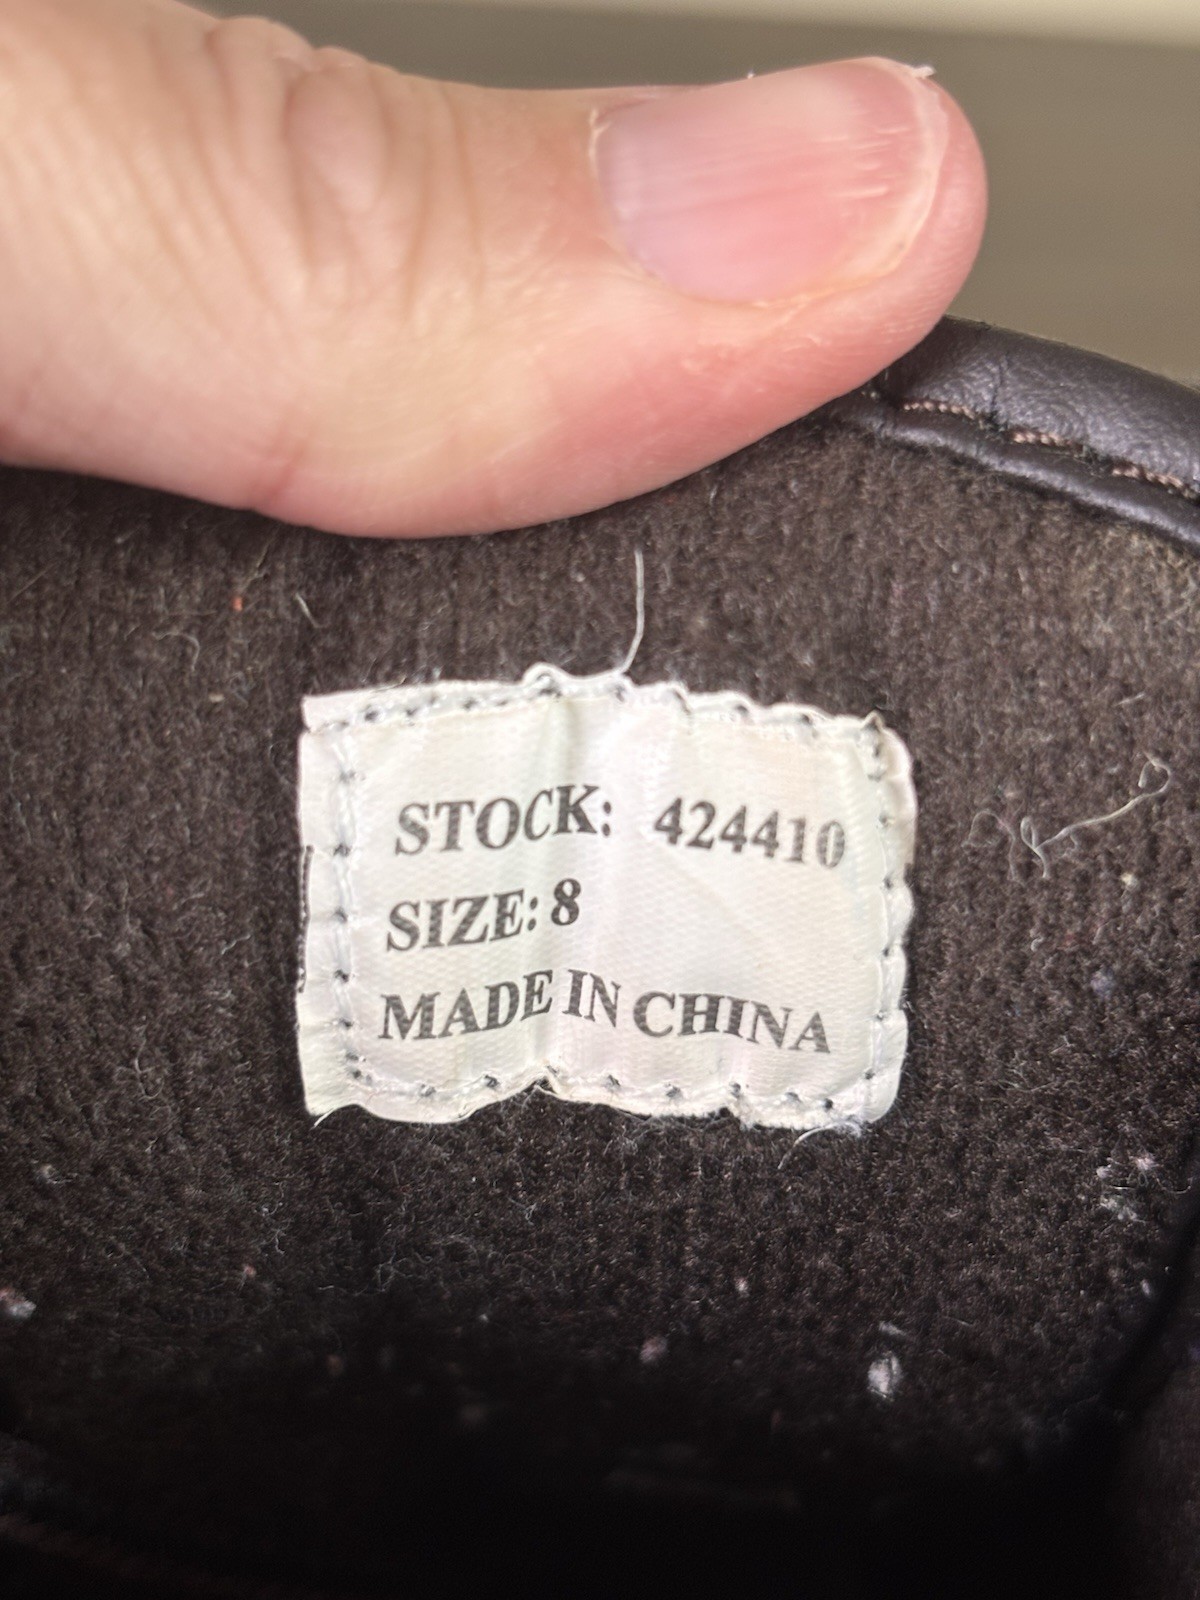 STOCK: 424410
SIZE: 8
MADE IN CHINA